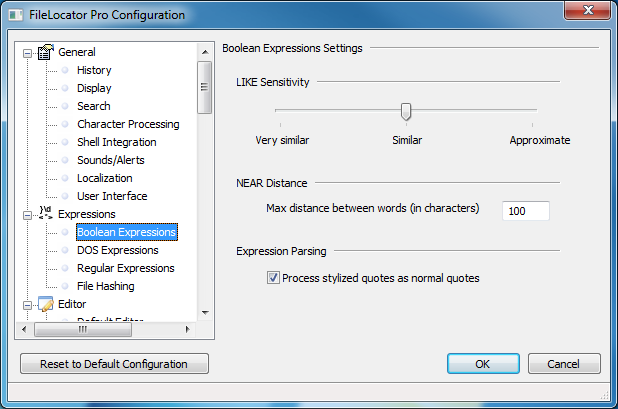 FileLocator Pro Configuration
General
History
Display
Search
Character Processing
Shell Integration
Sounds/Alerts
Localization
User Interface
Expressions
Boolean Expressions
DOS Expressions
Regular Expressions
File Hashing
Editor
Default Editor
Boolean Expressions Settings
LIKE Sensitivity
Very similar Similar Approximate
NEAR Distance
Max distance between words (in characters) 100
Expression Parsing
Process stylized quotes as normal quotes
Reset to Default Configuration OK Cancel